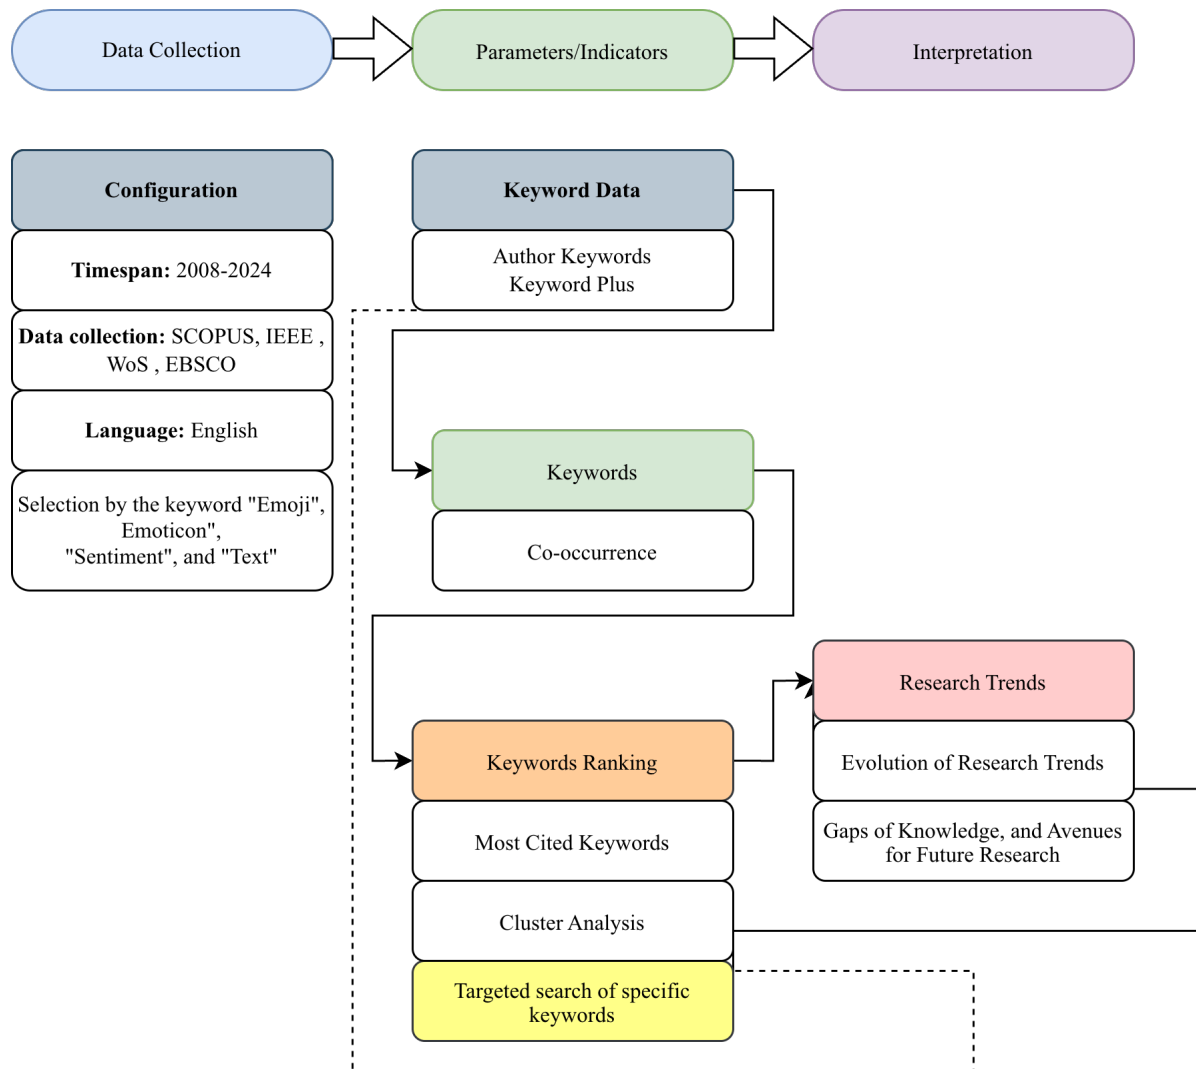 Data Collection
Parameters/Indicators
Interpretation
Configuration
Timespan: 2008-2024
Data collection: SCOPUS, IEEE ,
WoS , EBSCO
Language: English
Selection by the keyword "Emoji",
Emoticon",
"Sentiment", and "Text"
Keyword Data
Author Keywords
Keyword Plus
Keywords
Co-occurrence
Keywords Ranking
Most Cited Keywords
Cluster Analysis
Targeted search of specific
keywords
Research Trends
Evolution of Research Trends
Gaps of Knowledge, and Avenues
for Future Research